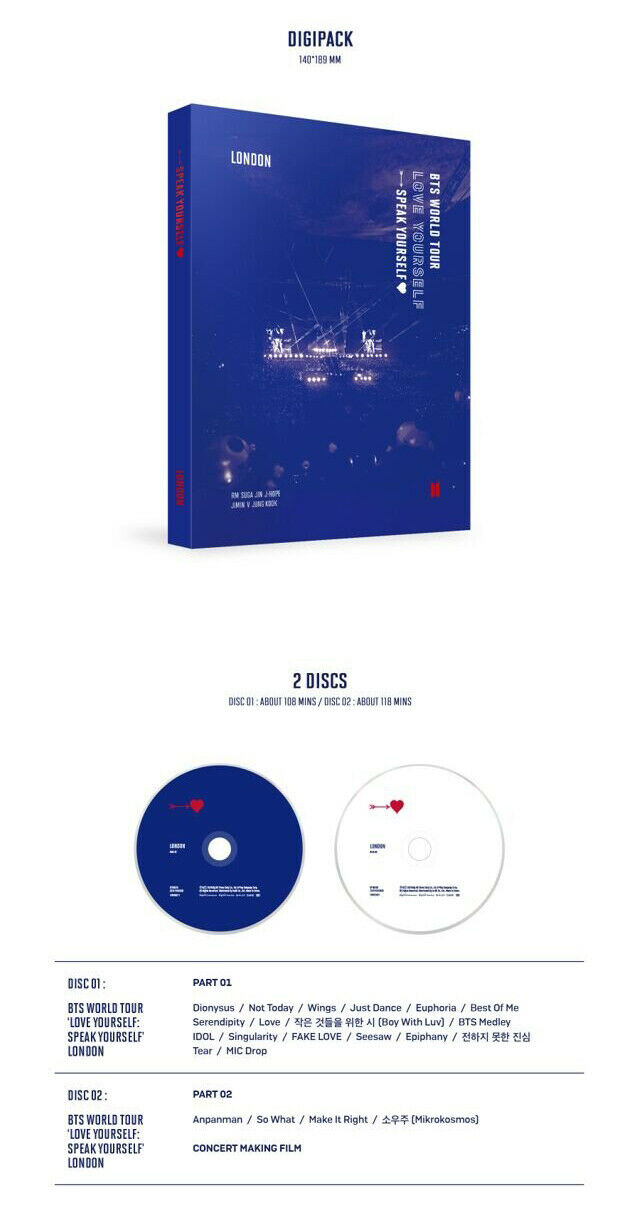 DIGIPACK
140*189 MM
LONDON
BTS WORLD TOUR
LOVE YOURSELF
SPEAK YOURSELF
SPEAK YOURSELF
LONDON
RM SUGA JIN J-HOPE
JIMIN V JUNG KOOK
2 DISCS
DISC 01 : ABOUT 108 MINS / DISC 02 : ABOUT 118 MINS
LONDON
LONDON
DISC 01 :
PART 01
BTS WORLD TOUR
'LOVE YOURSELF:
SPEAK YOURSELF'
LONDON
Dionysus / Not Today / Wings / Just Dance / Euphoria / Best Of Me
Serendipity / Love / 작은 것들을 위한 시 (Boy With Luv) / BTS Medley
IDOL / Singularity / FAKE LOVE / Seesaw / Epiphany / 전하지 못한 진심
Tear / MIC Drop
DISC 02 :
PART 02
BTS WORLD TOUR
'LOVE YOURSELF:
SPEAK YOURSELF'
LONDON
Anpanman / So What / Make It Right / 소우주 (Mikrokosmos)
CONCERT MAKING FILM